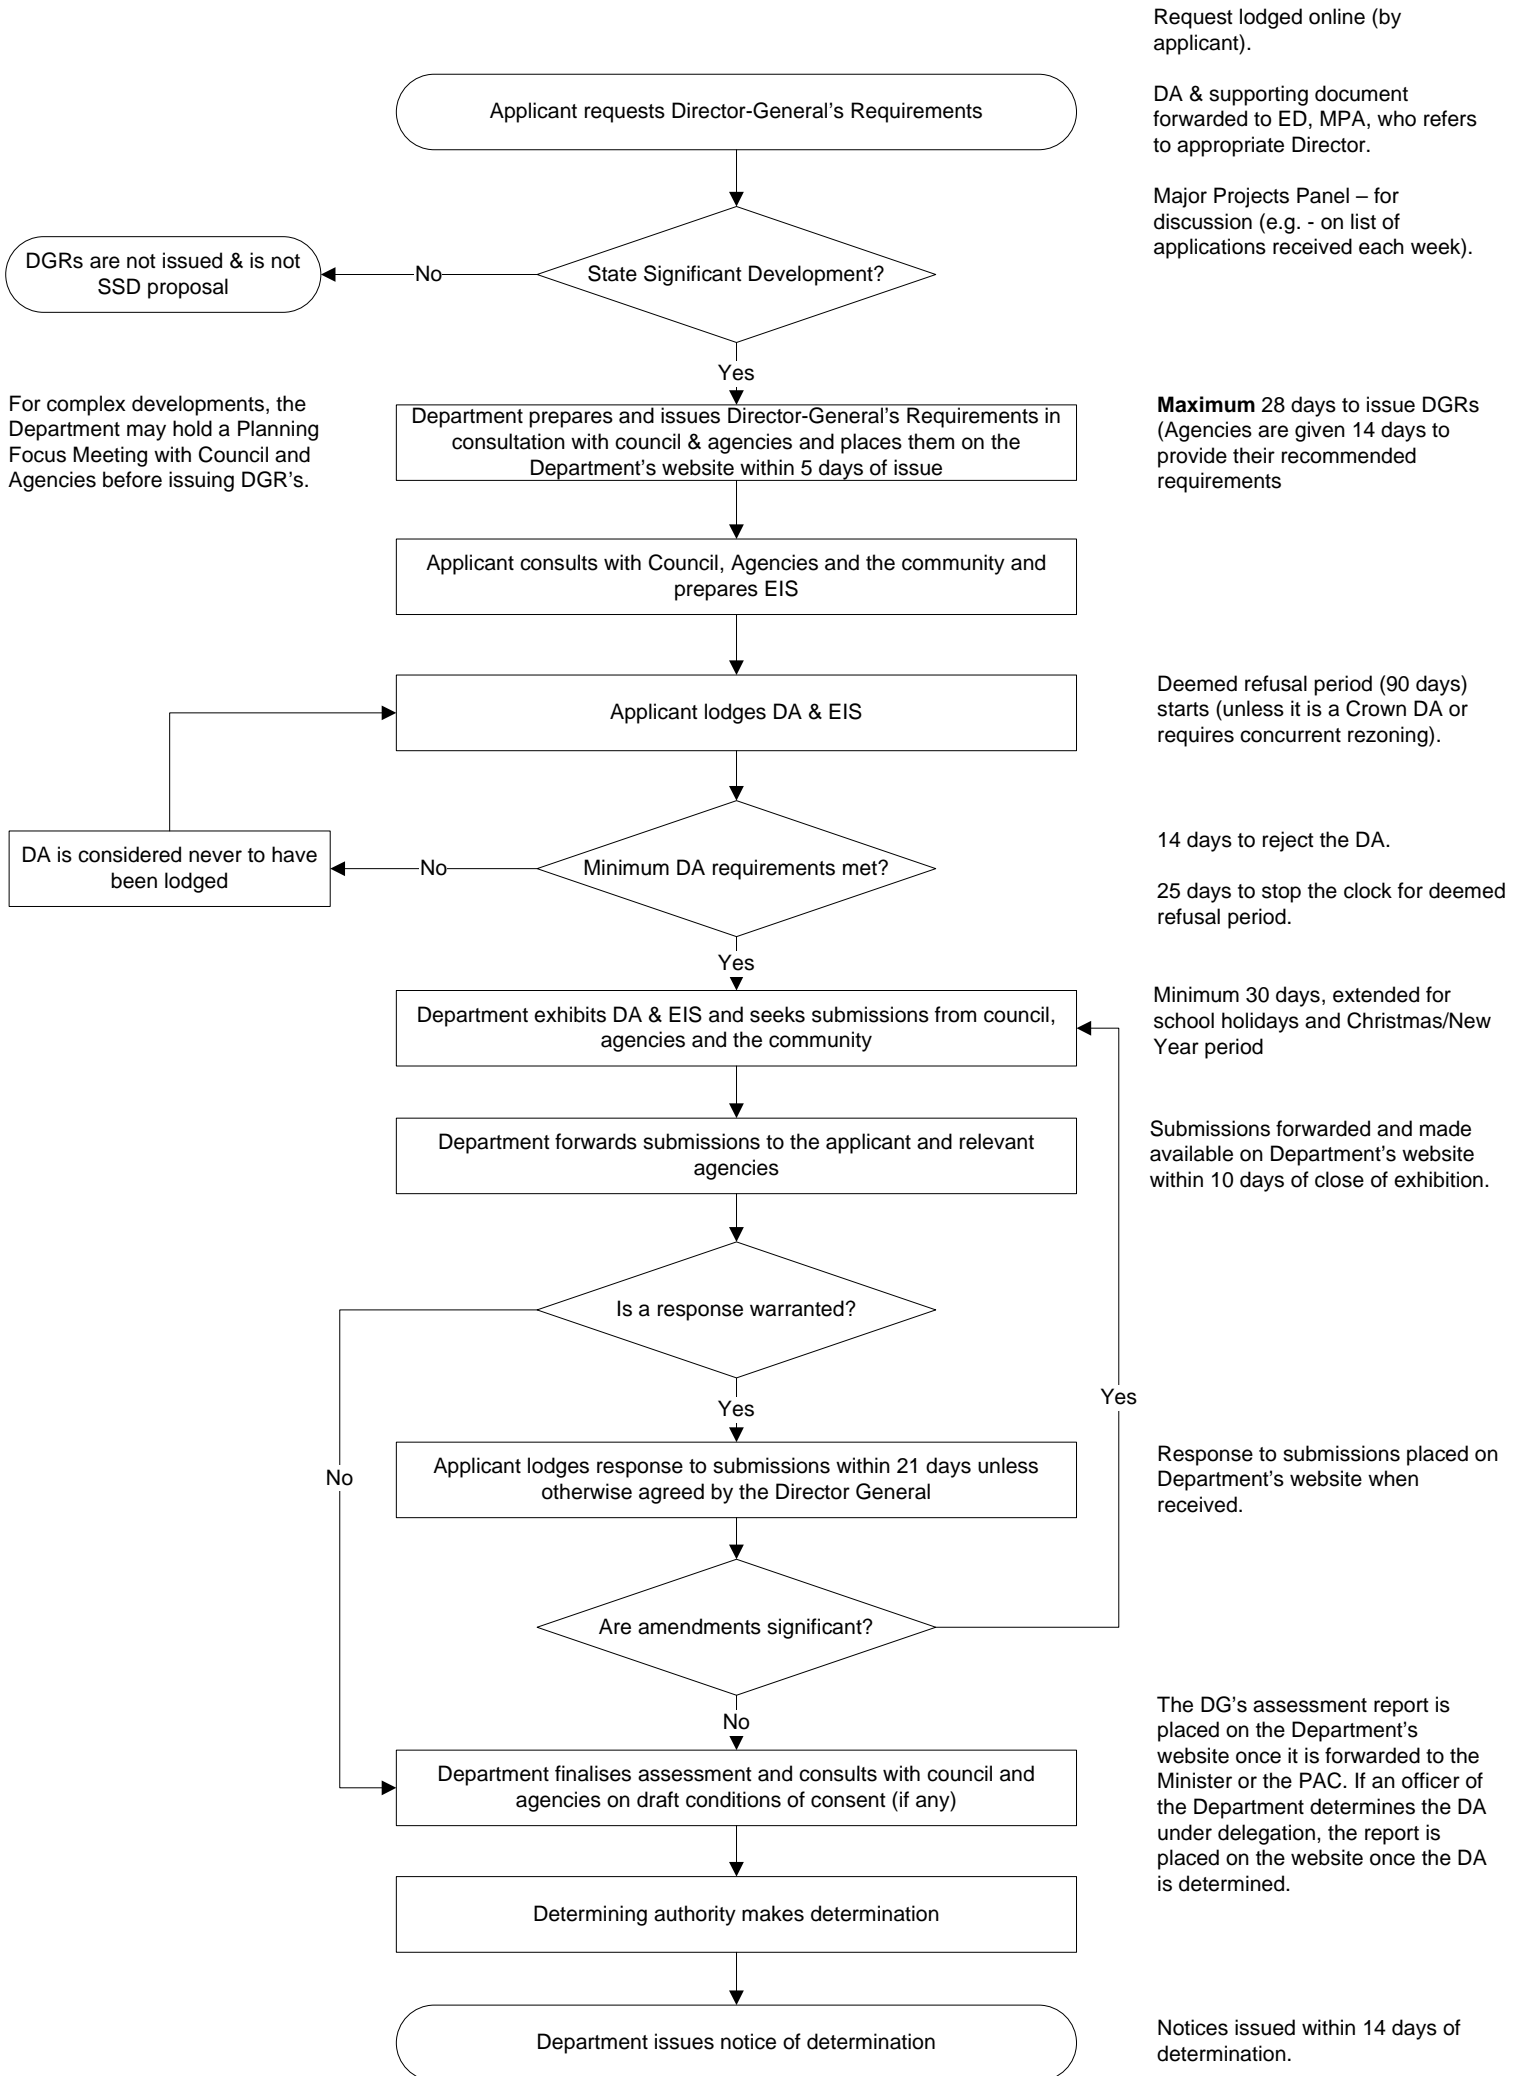 Request lodged online (by
applicant).
DA & supporting document
forwarded to ED, MPA, who refers
to appropriate Director.
Major Projects Panel – for
discussion (e.g. - on list of
applications received each week).
Applicant requests Director-General’s Requirements
State Significant Development?
No
DGRs are not issued & is not
SSD proposal
Yes
For complex developments, the
Department may hold a Planning
Focus Meeting with Council and
Agencies before issuing DGR’s.
Department prepares and issues Director-General’s Requirements in
consultation with council & agencies and places them on the
Department’s website within 5 days of issue
Maximum 28 days to issue DGRs
(Agencies are given 14 days to
provide their recommended
requirements
Applicant consults with Council, Agencies and the community and
prepares EIS
Applicant lodges DA & EIS
Deemed refusal period (90 days)
starts (unless it is a Crown DA or
requires concurrent rezoning).
DA is considered never to have
been lodged
No
Minimum DA requirements met?
14 days to reject the DA.
25 days to stop the clock for deemed
refusal period.
Yes
Department exhibits DA & EIS and seeks submissions from council,
agencies and the community
Minimum 30 days, extended for
school holidays and Christmas/New
Year period
Department forwards submissions to the applicant and relevant
agencies
Submissions forwarded and made
available on Department’s website
within 10 days of close of exhibition.
Is a response warranted?
Yes
Yes
No
Applicant lodges response to submissions within 21 days unless
otherwise agreed by the Director General
Response to submissions placed on
Department’s website when
received.
Are amendments significant?
No
Department finalises assessment and consults with council and
agencies on draft conditions of consent (if any)
The DG’s assessment report is
placed on the Department’s
website once it is forwarded to the
Minister or the PAC. If an officer of
the Department determines the DA
under delegation, the report is
placed on the website once the DA
is determined.
Determining authority makes determination
Department issues notice of determination
Notices issued within 14 days of
determination.